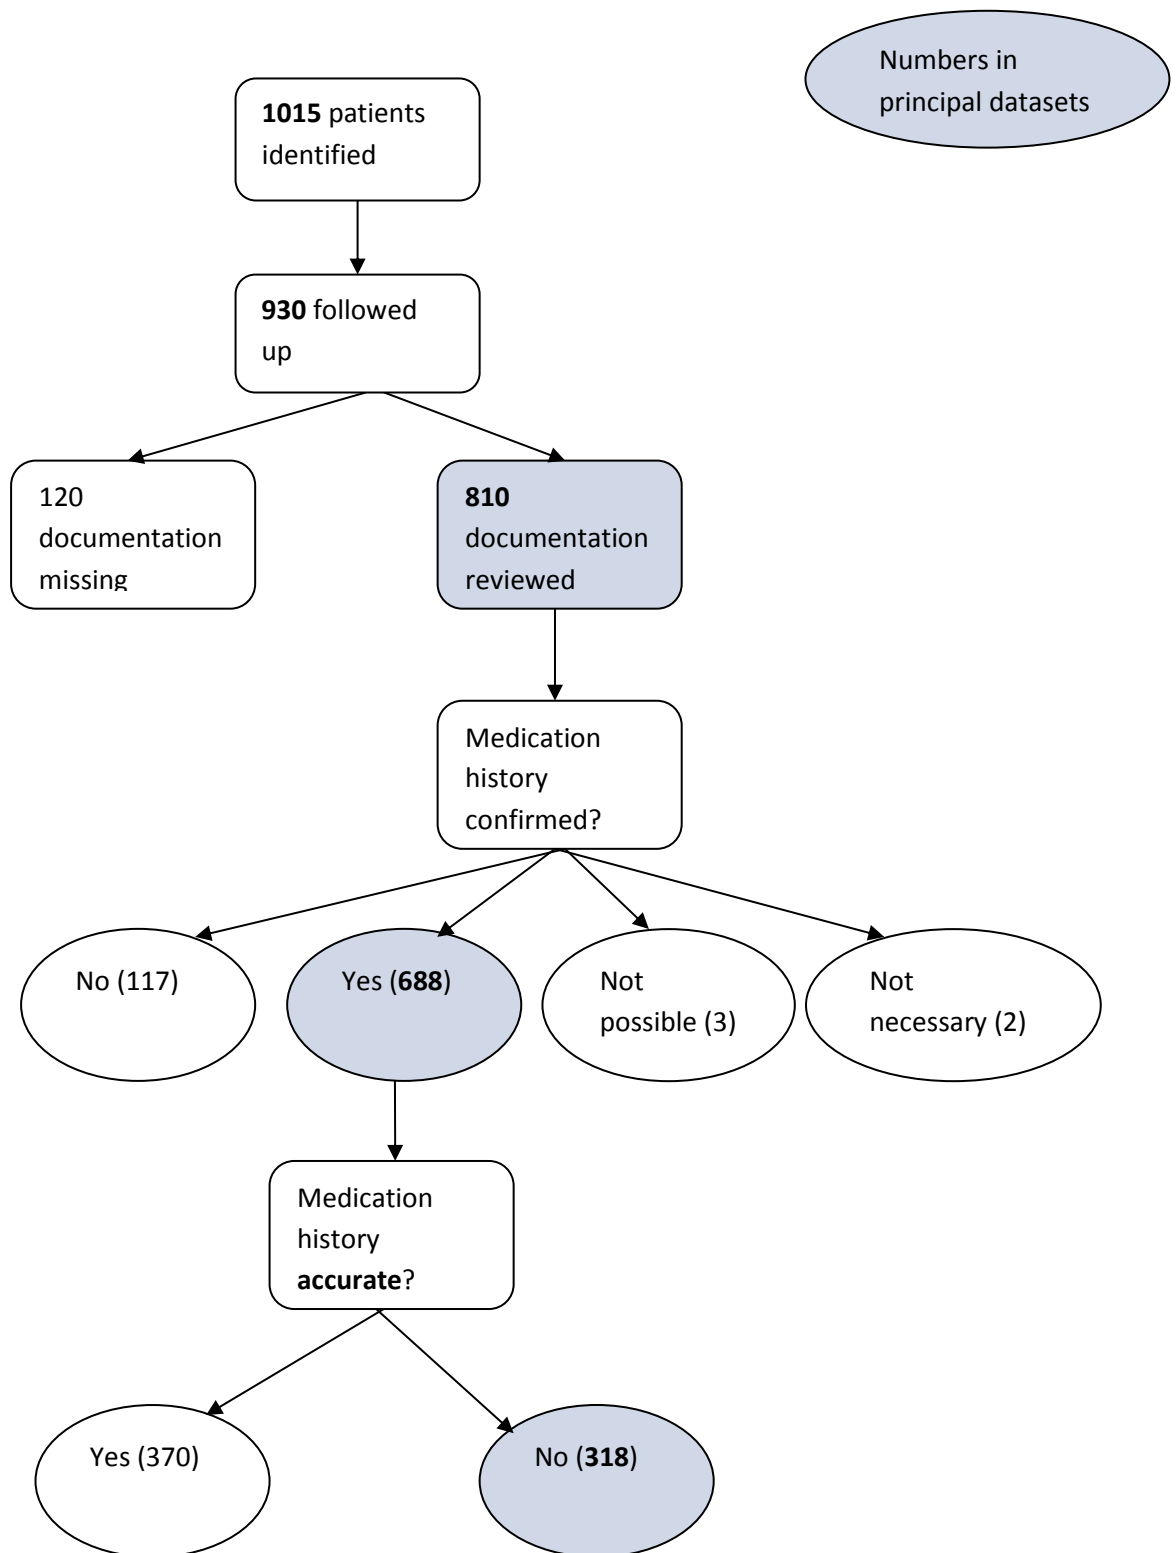 Numbers in
principal datasets
1015 patients
identified
930 followed
up
120
documentation
missing
810
documentation
reviewed
Medication
history
confirmed?
No (117)
Yes (688)
Not
possible (3)
Not
necessary (2)
Medication
history
accurate?
Yes (370)
No (318)